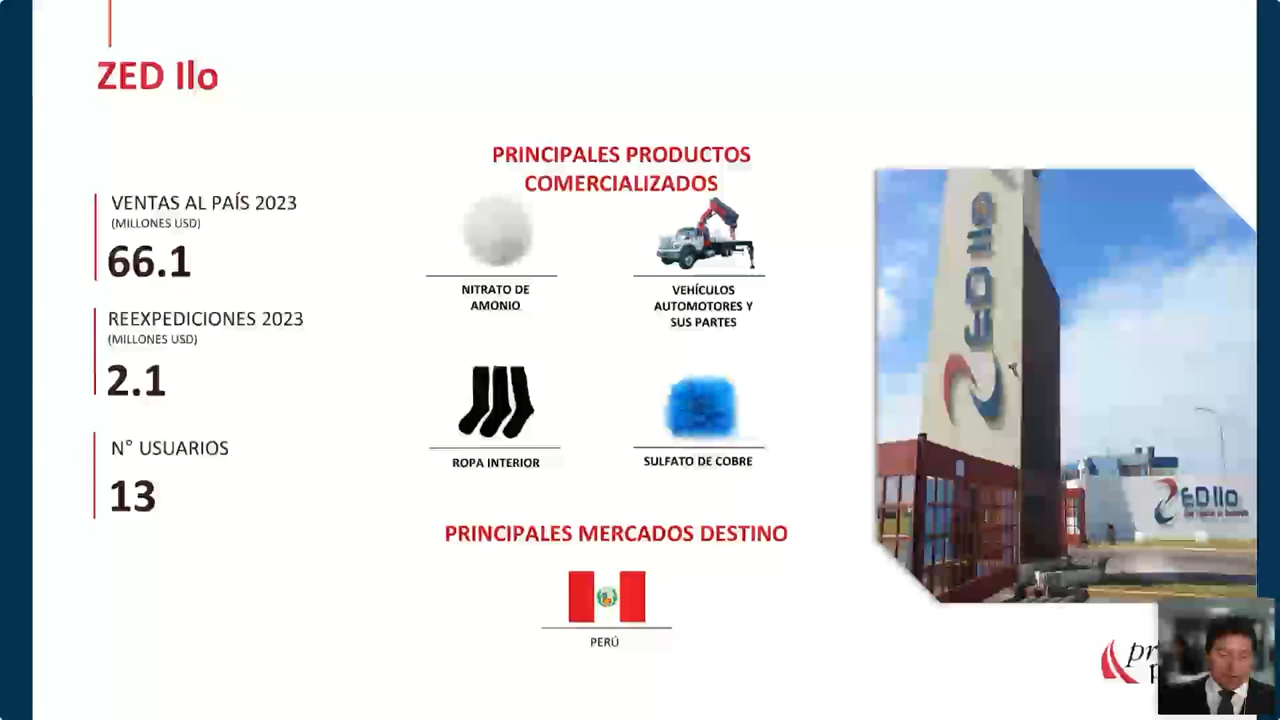 ZED Ilo
VENTAS AL PAÍS 2023
(MILLONES USD)
66.1
REEXPEDICIONES 2023
(MILLONES USD)
2.1
N° USUARIOS
13
PRINCIPALES PRODUCTOS
COMERCIALIZADOS
NITRATO DE
AMONIO
VEHÍCULOS
AUTOMOTORES Y
SUS PARTES
ROPA INTERIOR
SULFATO DE COBRE
PRINCIPALES MERCADOS DESTINO
PERÚ
ZED Ilo
ZED Ilo